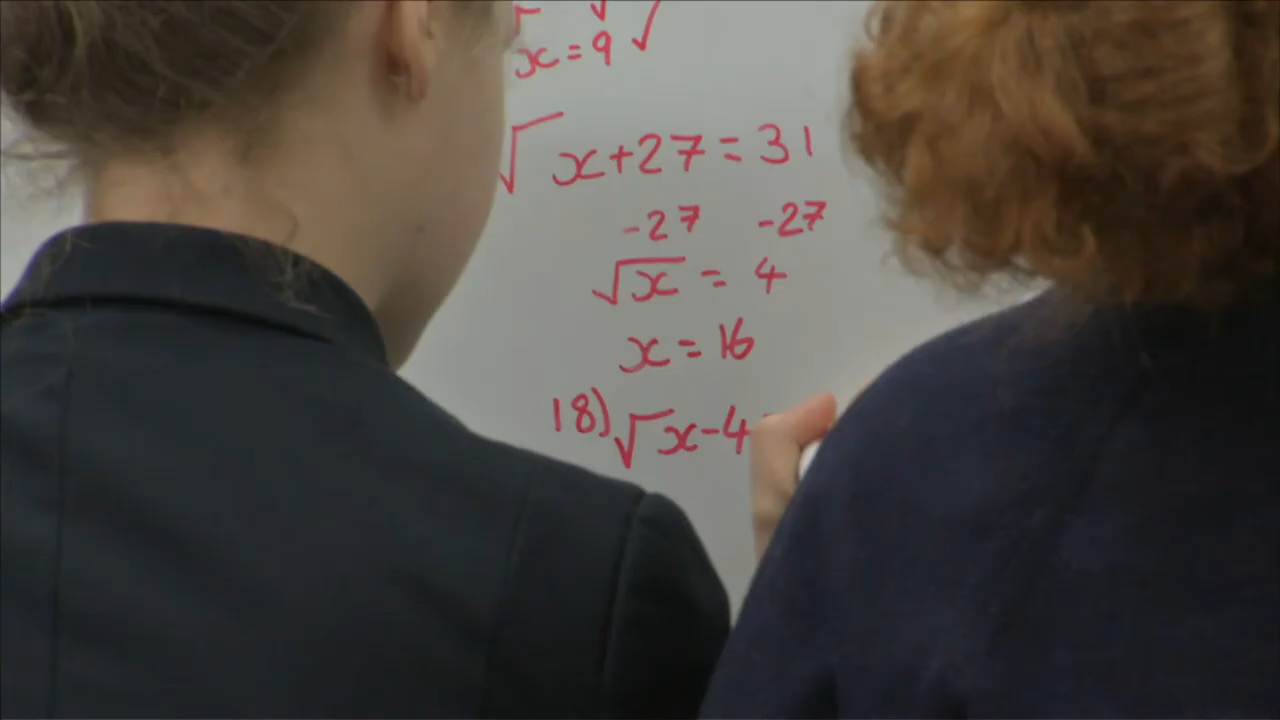 x=9 √
√x+27=31
-27 -27
√x = 4
x=16
18) √x-4